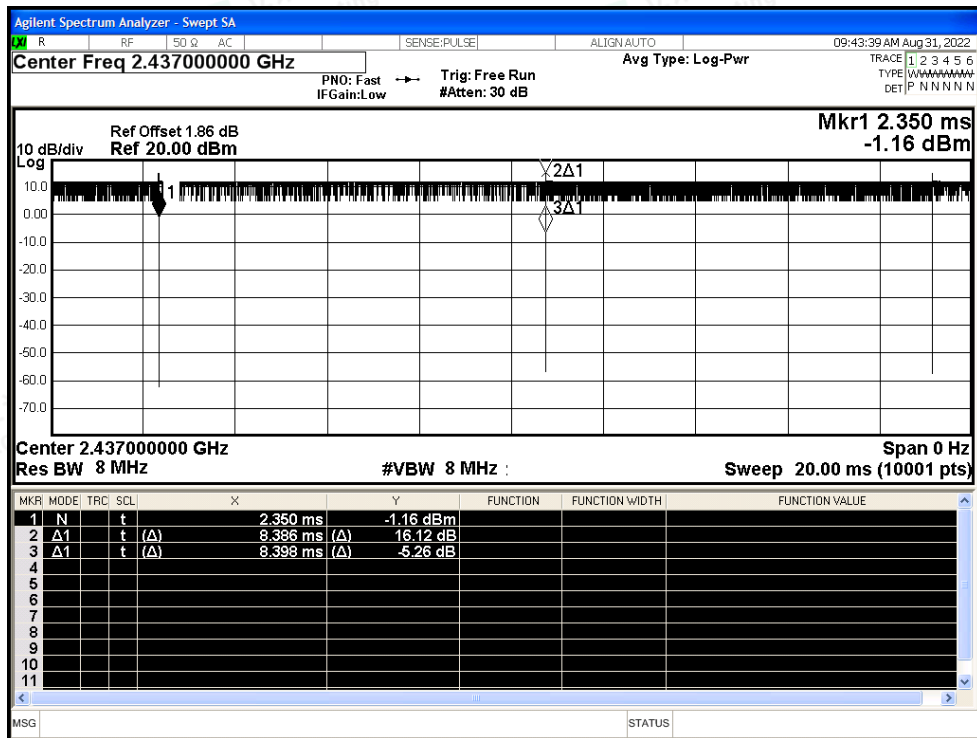 Agilent Spectrum Analyzer - Swept SA
LXI R RF 50 Ω AC SENSE:PULSE ALIGN AUTO 09:43:39 AM Aug 31, 2022
Center Freq 2.437000000 GHz
PNO: Fast
IFGain:Low
Trig: Free Run
#Atten: 30 dB
Avg Type: Log-Pwr
TRACE 1 2 3 4 5 6
TYPE WWWWWW
DET P N N N N N
Mkr1 2.350 ms
-1.16 dBm
Ref Offset 1.86 dB
10 dB/div Ref 20.00 dBm
Log
10.0
0.00
-10.0
-20.0
-30.0
-40.0
-50.0
-60.0
-70.0
1
2Δ1
3Δ1
Center 2.437000000 GHz Span 0 Hz
Res BW 8 MHz #VBW 8 MHz Sweep 20.00 ms (10001 pts)
MKR MODE TRC SCL X Y FUNCTION FUNCTION WIDTH FUNCTION VALUE
1 N t 2.350 ms -1.16 dBm
2 Δ1 t (Δ) 8.386 ms (Δ) 16.12 dB
3 Δ1 t (Δ) 8.398 ms (Δ) -5.26 dB
4
5
6
7
8
9
10
11
MSG STATUS